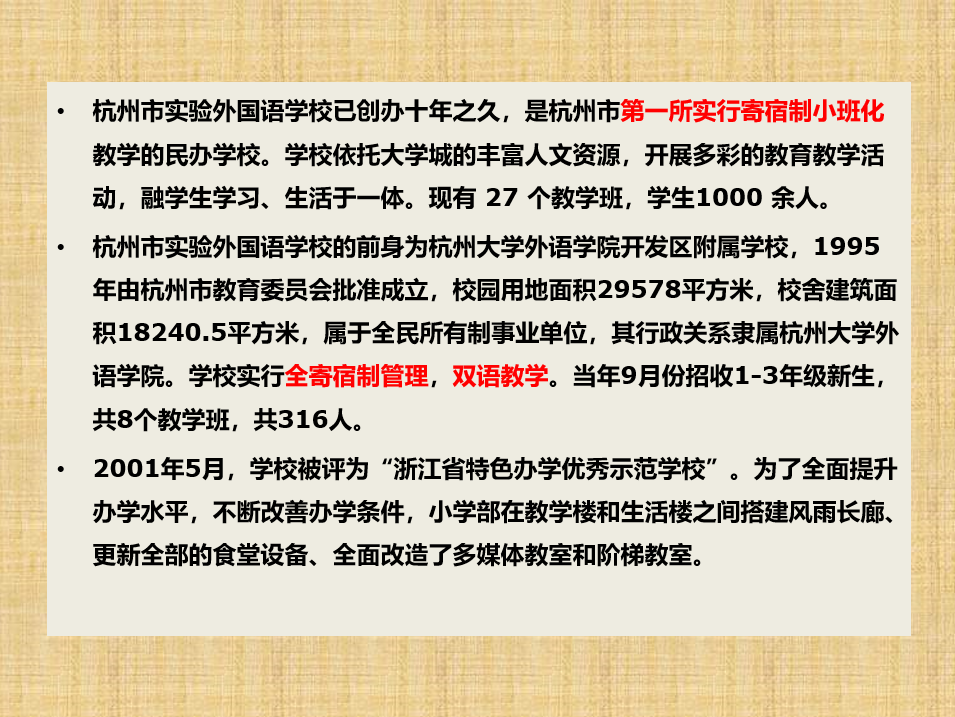 • 杭州市实验外国语学校已创办十年之久，是杭州市第一所实行寄宿制小班化
教学的民办学校。学校依托大学城的丰富人文资源，开展多彩的教育教学活
动，融学生学习、生活于一体。现有 27 个教学班，学生1000 余人。
• 杭州市实验外国语学校的前身为杭州大学外语学院开发区附属学校，1995
年由杭州市教育委员会批准成立，校园用地面积29578平方米，校舍建筑面
积18240.5平方米，属于全民所有制事业单位，其行政关系隶属杭州大学外
语学院。学校实行全寄宿制管理，双语教学。当年9月份招收1-3年级新生，
共8个教学班，共316人。
• 2001年5月，学校被评为“浙江省特色办学优秀示范学校”。为了全面提升
办学水平，不断改善办学条件，小学部在教学楼和生活楼之间搭建风雨长廊、
更新全部的食堂设备、全面改造了多媒体教室和阶梯教室。